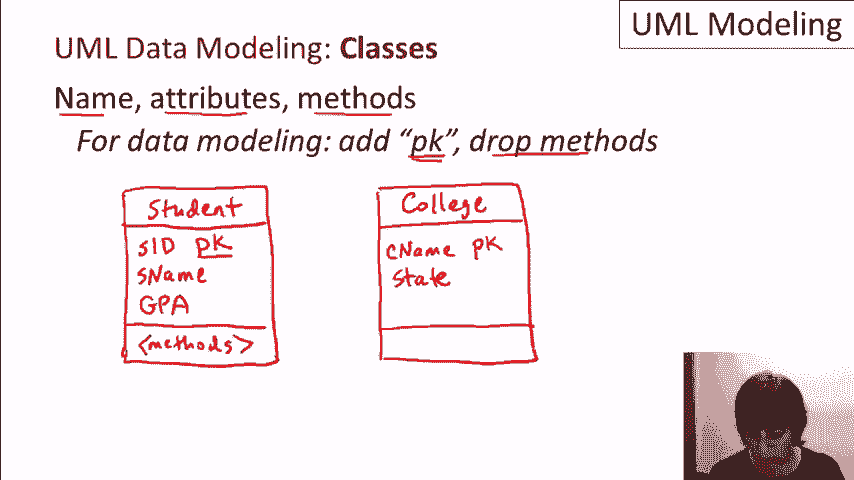 UML Modeling
UML Data Modeling: Classes
Name, attributes, methods
For data modeling: add “pk”, drop methods
Student
sID pk
sName
GPA
<methods>
College
cName pk
state